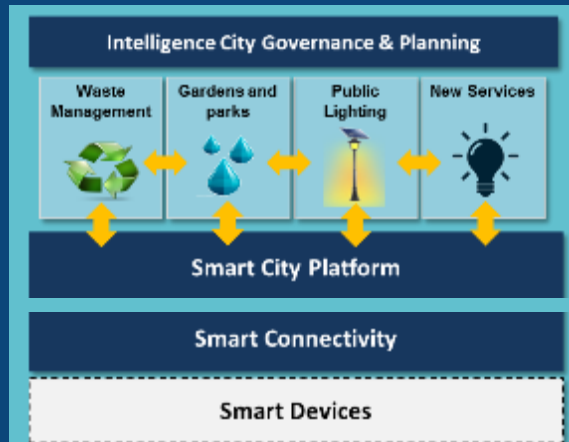 Intelligence City Governance & Planning
Waste
Management
Gardens and
parks
Public
Lighting
New Services
Smart City Platform
Smart Connectivity
Smart Devices